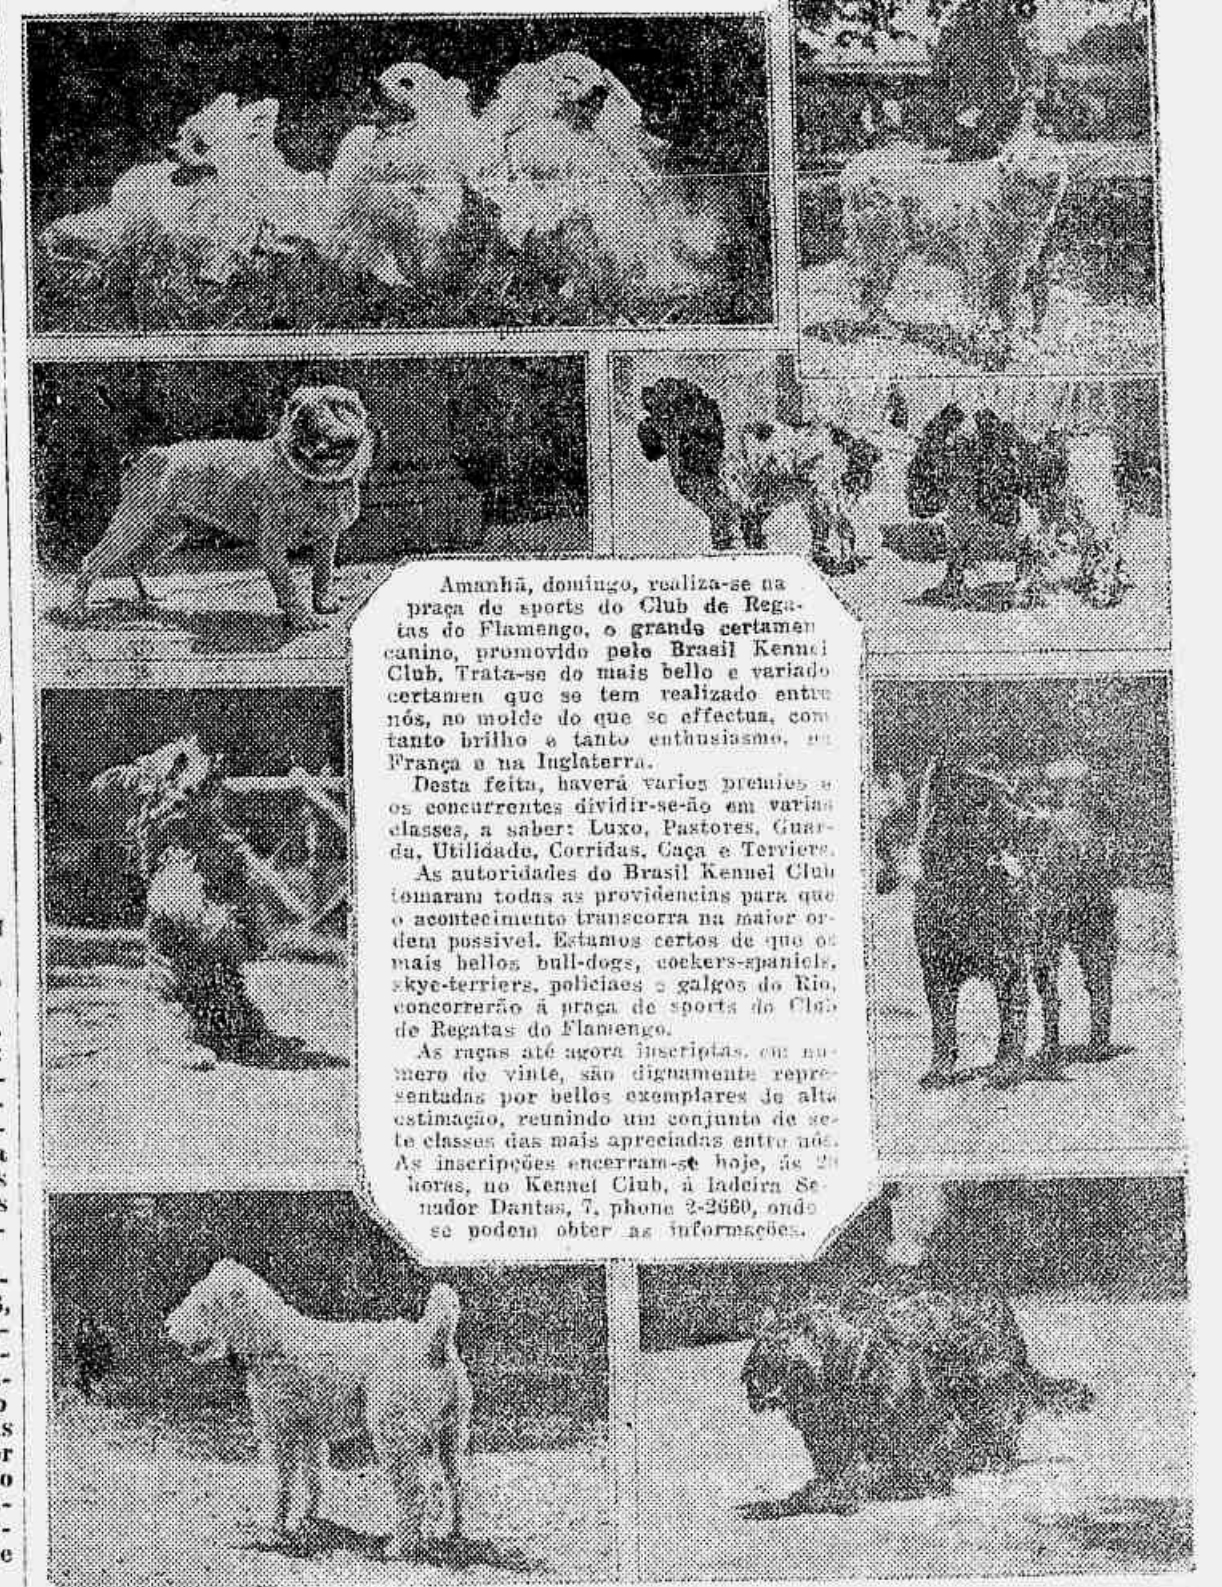 Amanhã, domingo, realiza-se na
praça de sports do Club de Rega-
tas do Flamengo, o grande certamen
canino, promovido pelo Brasil Kennel
Club. Trata-se do mais bello e variado
certamen que se tem realizado entre
nós, no molde do que se effectua, com
tanto brilho e tanto enthusiasmo, na
França e na Inglaterra.
Desta feita, haverá varios premios e
os concurrentes dividir-se-ão em varias
classes, a saber: Luxo, Pastores, Guar-
da, Utilidade, Corridas, Caça e Terriers.
As autoridades do Brasil Kennel Club
tomaram todas as providencias para que
o acontecimento transcorra na maior or-
dem possivel. Estamos certos de que os
mais bellos bull-dogs, cockers-spaniels,
skye-terriers, policiaes e galgos do Rio,
concorrerão á praça de sports do Club
de Regatas do Flamengo.
As raças até agora inscriptas, em nu-
mero de vinte, são dignamente repre-
sentadas por bellos exemplares de alta
estimação, reunindo um conjunto de se-
te classes das mais apreciadas entre nós.
As inscripções encerram-se hoje, ás
horas, no Kennel Club, á ladeira Se-
nador Dantas, 7, phone 2-2660, onde
se podem obter as informações.